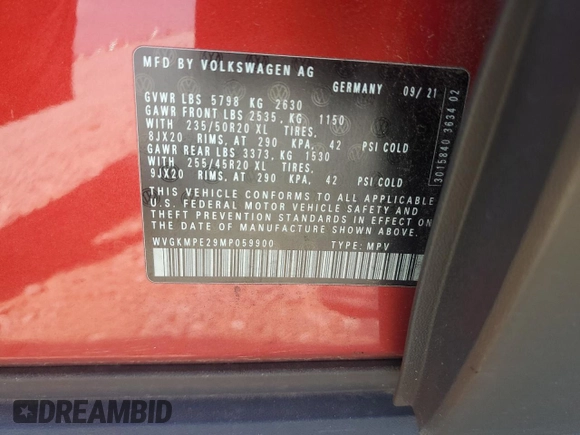 MFD BY VOLKSWAGEN AG
GERMANY 09/21
GVWR LBS 5798 KG 2630
GAWR FRONT LBS 2535, KG 1150
WITH 235/50R20 XL TIRES,
8JX20 RIMS, AT 290 KPA, 42 PSI COLD
GAWR REAR LBS 3373, KG 1530
WITH 255/45R20 XL TIRES,
9JX20 RIMS, AT 290 KPA, 42 PSI COLD
THIS VEHICLE CONFORMS TO ALL APPLICABLE
U.S. FEDERAL MOTOR VEHICLE SAFETY AND
THEFT PREVENTION STANDARDS IN EFFECT ON
THE DATE OF MANUFACTURE SHOWN ABOVE.
WVGKMPE29MP059900 TYPE: MPV
3015840 3634 02
DREAMBID